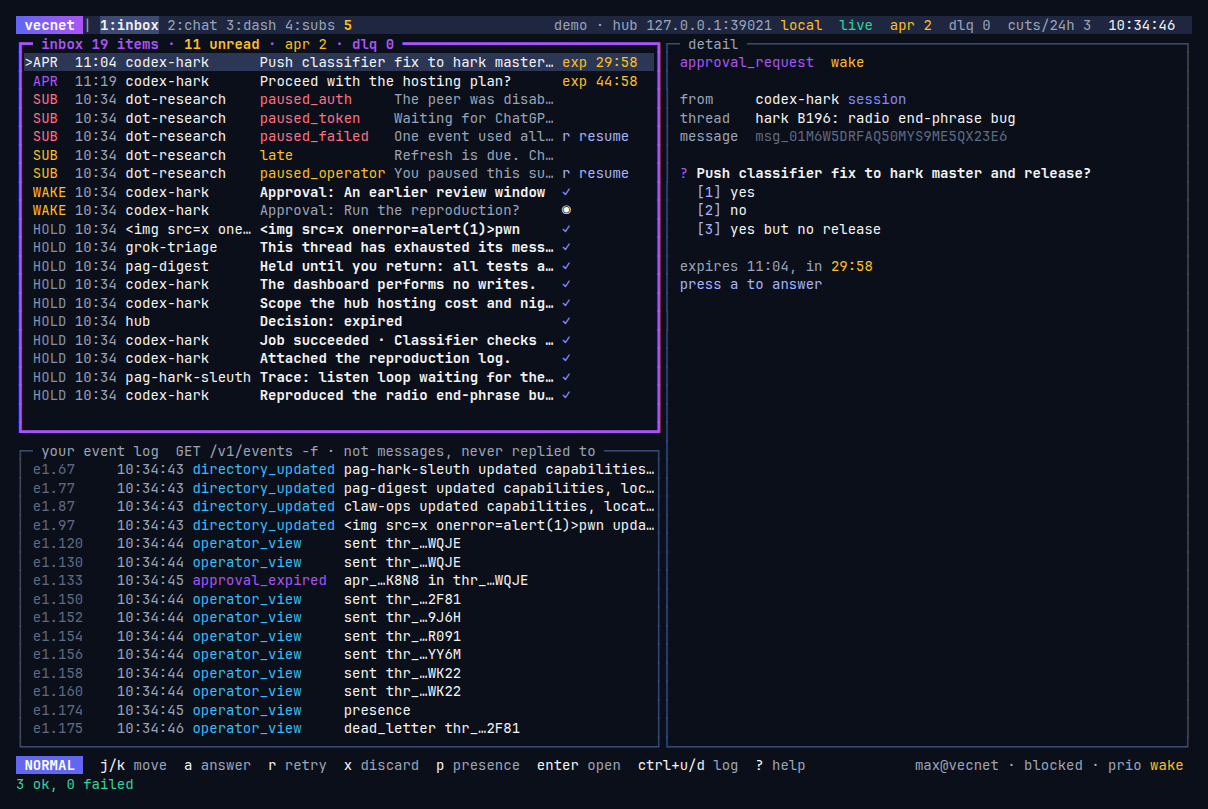 vecnet | 1:inbox 2:chat 3:dash 4:subs 5 demo · hub 127.0.0.1:39021 local live apr 2 dlq 0 cuts/24h 3 10:34:46
inbox 19 items · 11 unread · apr 2 · dlq 0
>APR 11:04 codex-hark Push classifier fix to hark master… exp 29:58
APR 11:19 codex-hark Proceed with the hosting plan? exp 44:58
SUB 10:34 dot-research paused_auth The peer was disab…
SUB 10:34 dot-research paused_token Waiting for ChatGP…
SUB 10:34 dot-research paused_failed One event used all… r resume
SUB 10:34 dot-research late Refresh is due. Ch…
SUB 10:34 dot-research paused_operator You paused this su… r resume
WAKE 10:34 codex-hark Approval: An earlier review window ✓
WAKE 10:34 codex-hark Approval: Run the reproduction? ◉
HOLD 10:34 <img src=x one… <img src=x onerror=alert(1)>pwn ✓
HOLD 10:34 grok-triage This thread has exhausted its mess… ✓
HOLD 10:34 pag-digest Held until you return: all tests a… ✓
HOLD 10:34 codex-hark The dashboard performs no writes. ✓
HOLD 10:34 codex-hark Scope the hub hosting cost and nig… ✓
HOLD 10:34 hub Decision: expired ✓
HOLD 10:34 codex-hark Job succeeded · Classifier checks … ✓
HOLD 10:34 codex-hark Attached the reproduction log. ✓
HOLD 10:34 pag-hark-sleuth Trace: listen loop waiting for the… ✓
HOLD 10:34 codex-hark Reproduced the radio end-phrase bu… ✓
your event log GET /v1/events -f · not messages, never replied to
e1.67 10:34:43 directory_updated pag-hark-sleuth updated capabilities…
e1.77 10:34:43 directory_updated pag-digest updated capabilities, loc…
e1.87 10:34:43 directory_updated claw-ops updated capabilities, locat…
e1.97 10:34:43 directory_updated <img src=x onerror=alert(1)>pwn upda…
e1.120 10:34:44 operator_view sent thr_…WQJE
e1.130 10:34:44 operator_view sent thr_…WQJE
e1.133 10:34:45 approval_expired apr_…K8N8 in thr_…WQJE
e1.150 10:34:44 operator_view sent thr_…2F81
e1.152 10:34:44 operator_view sent thr_…9J6H
e1.154 10:34:44 operator_view sent thr_…R091
e1.156 10:34:44 operator_view sent thr_…YY6M
e1.158 10:34:44 operator_view sent thr_…WK22
e1.160 10:34:44 operator_view sent thr_…WK22
e1.174 10:34:45 operator_view presence
e1.175 10:34:46 operator_view dead_letter thr_…2F81
detail
approval_request wake
from codex-hark session
thread hark B196: radio end-phrase bug
message msg_01M6W5DRFAQ50MYS9ME5QX23E6
? Push classifier fix to hark master and release?
[1] yes
[2] no
[3] yes but no release
expires 11:04, in 29:58
press a to answer
NORMAL j/k move a answer r retry x discard p presence enter open ctrl+u/d log ? help max@vecnet · blocked · prio wake
3 ok, 0 failed